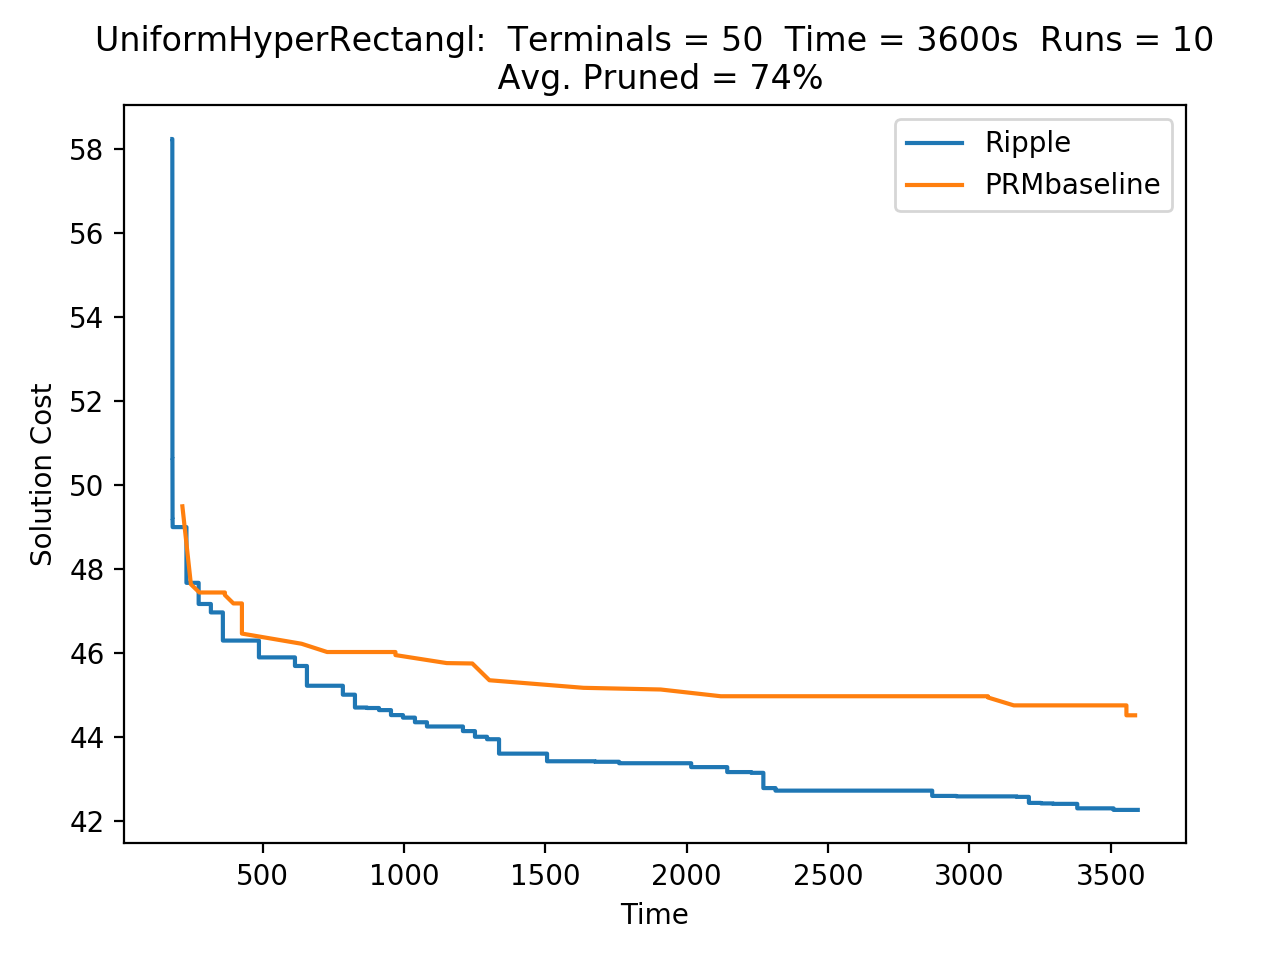 UniformHyperRectangl:  Terminals = 50  Time = 3600s  Runs = 10
Avg. Pruned = 74%
Ripple
PRMbaseline
Solution Cost
58
56
54
52
50
48
46
44
42
500 1000 1500 2000 2500 3000 3500
Time